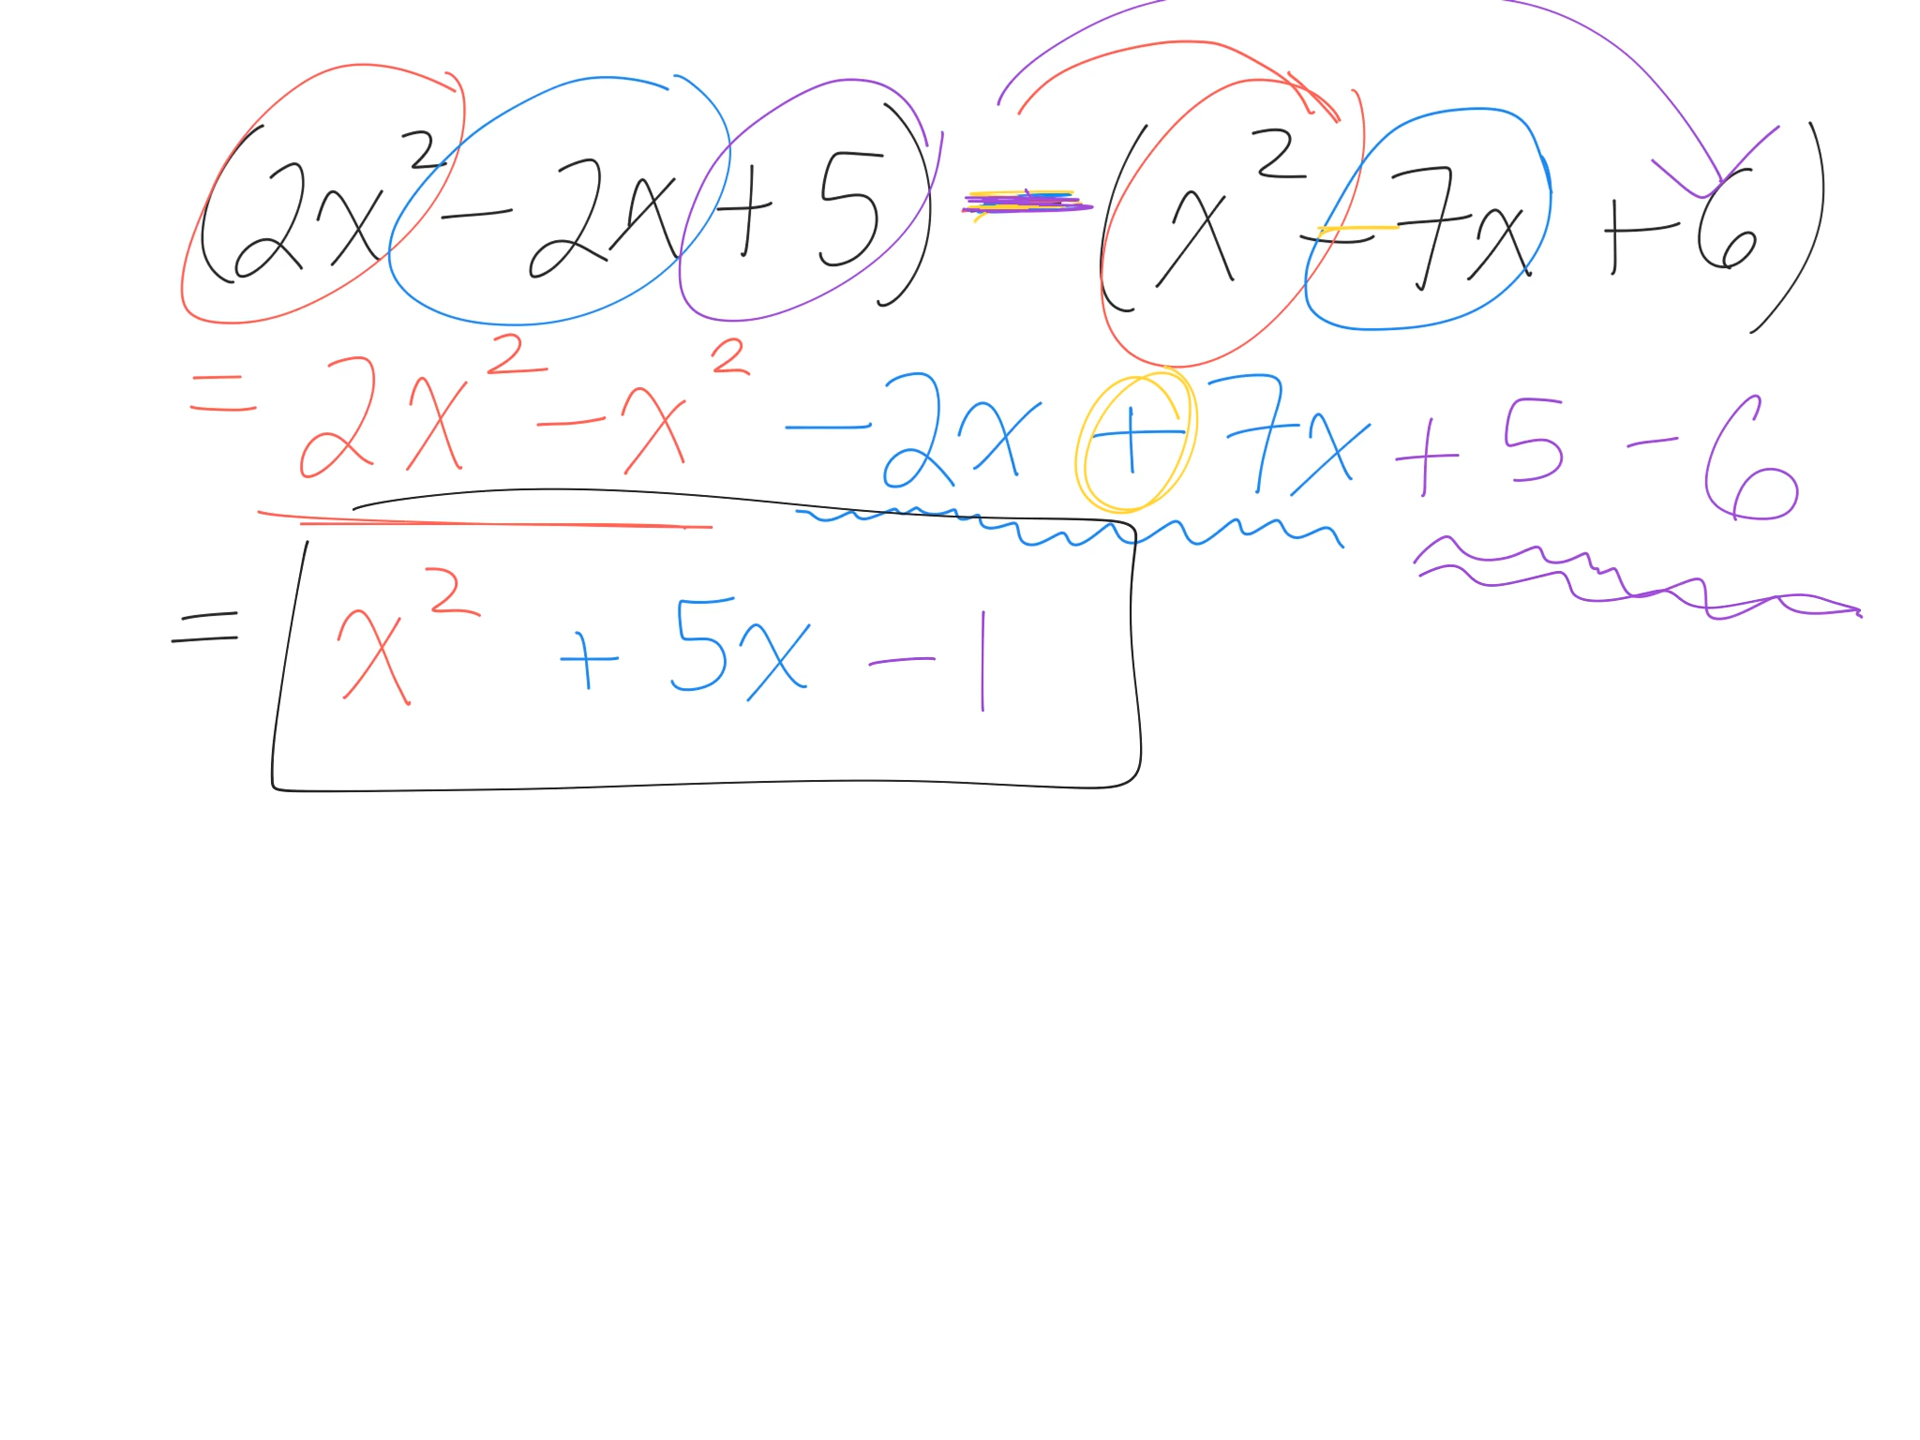 (2x² - 2x + 5) - (x² - 7x + 6)
= 2x² - x² - 2x + 7x + 5 - 6
= x² + 5x - 1